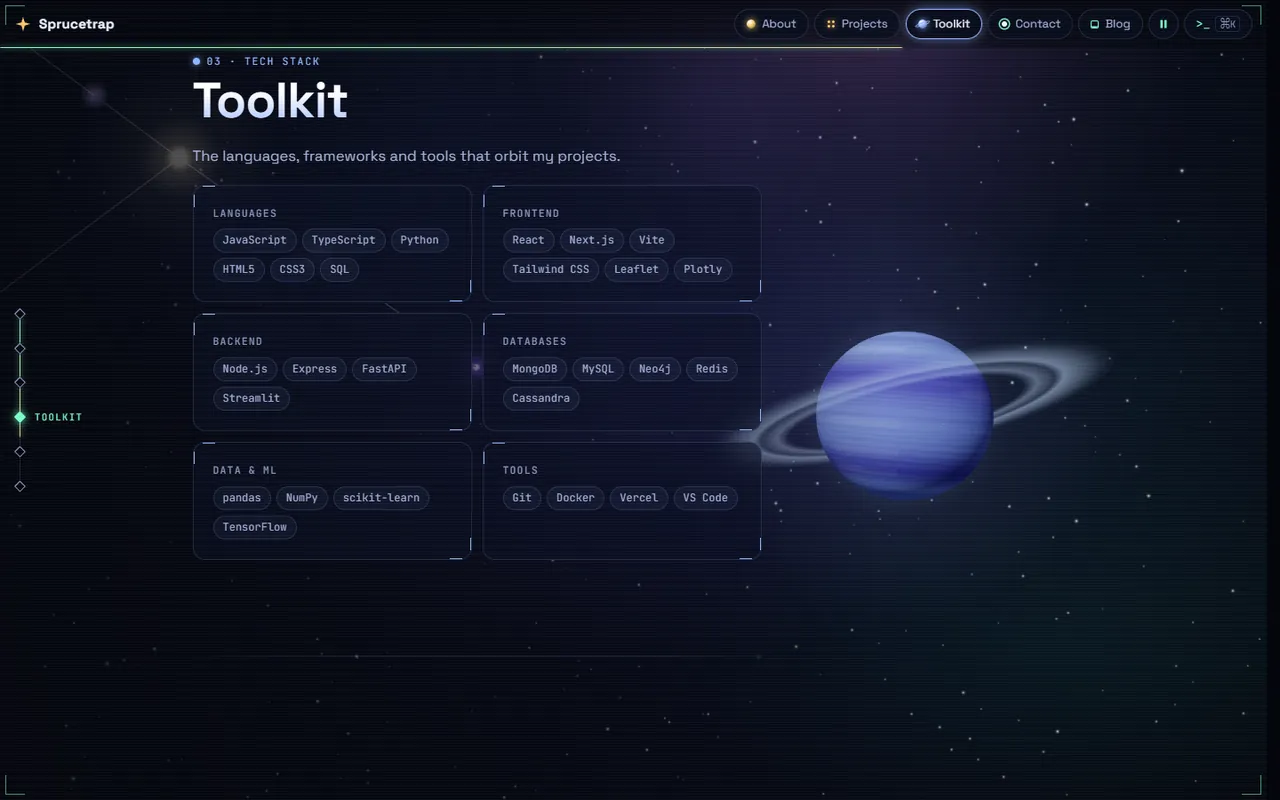 Sprucetrap
About Projects Toolkit Contact Blog >_ ⌘K
03 · TECH STACK
Toolkit
The languages, frameworks and tools that orbit my projects.
LANGUAGES
JavaScript TypeScript Python
HTML5 CSS3 SQL
FRONTEND
React Next.js Vite
Tailwind CSS Leaflet Plotly
BACKEND
Node.js Express FastAPI
Streamlit
DATABASES
MongoDB MySQL Neo4j Redis
Cassandra
TOOLKIT
DATA & ML
pandas NumPy scikit-learn
TensorFlow
TOOLS
Git Docker Vercel VS Code